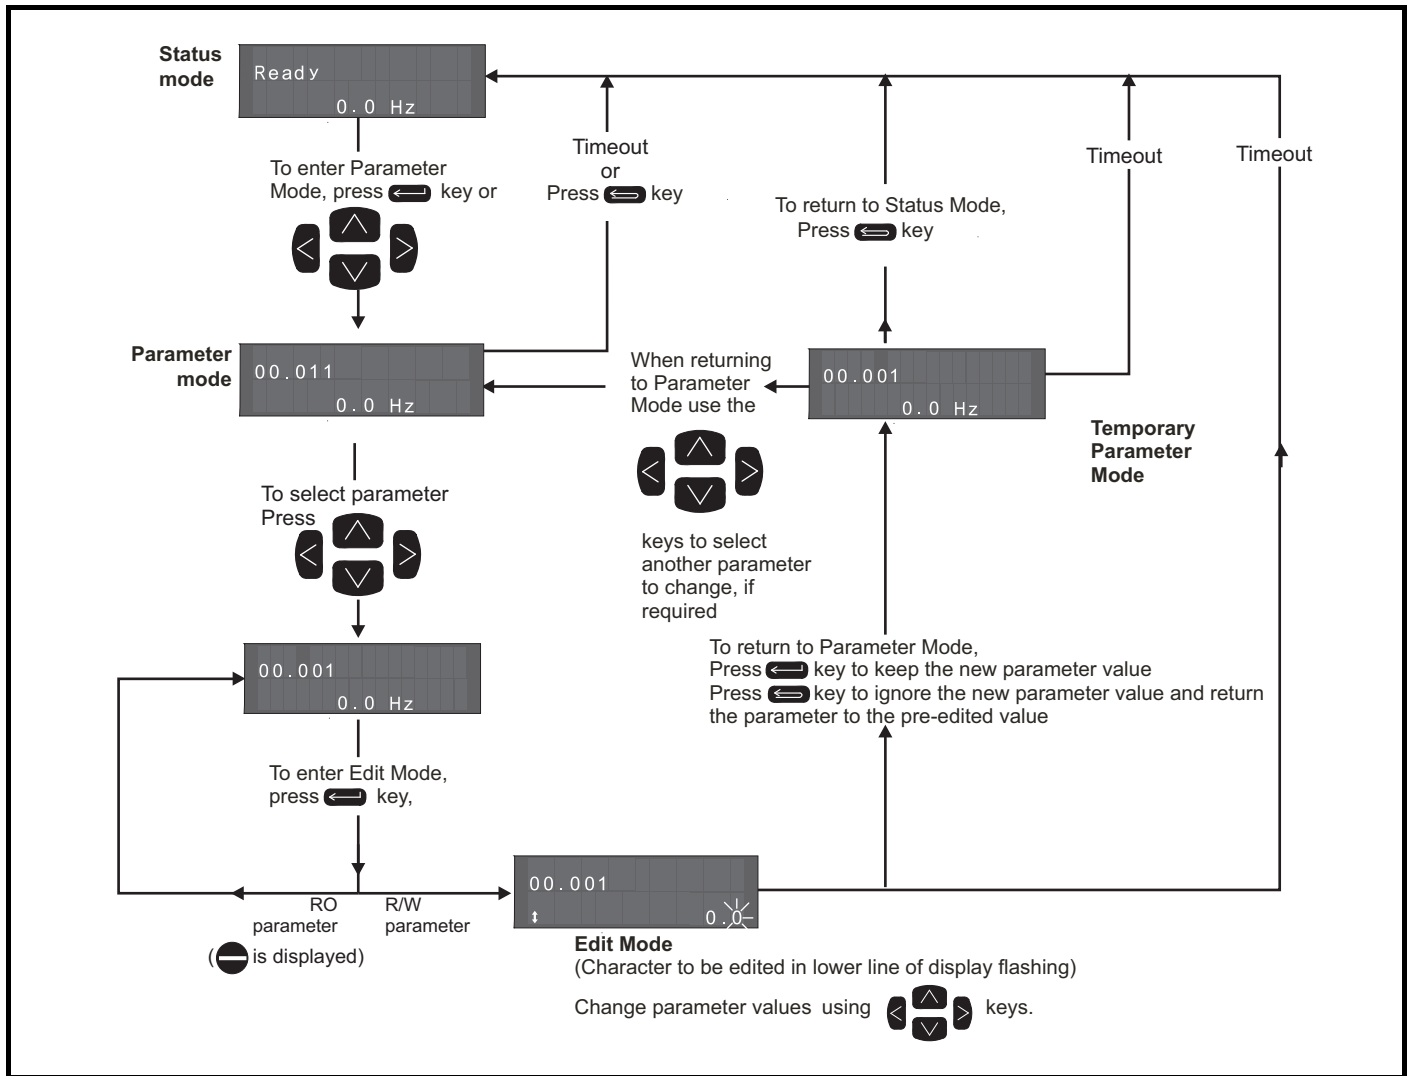 Status
mode
Ready
0.0 Hz
To enter Parameter
Mode, press key or
Timeout
or
Press key
To return to Status Mode,
Press key
Timeout
Timeout
Parameter
mode
00.011
0.0 Hz
When returning
to Parameter
Mode use the
keys to select
another parameter
to change, if
required
00.001
0.0 Hz
Temporary
Parameter
Mode
To select parameter
Press
00.001
0.0 Hz
To return to Parameter Mode,
Press key to keep the new parameter value
Press key to ignore the new parameter value and return
the parameter to the pre-edited value
To enter Edit Mode,
press key,
RO
parameter
( is displayed)
R/W
parameter
00.001
0.0
Edit Mode
(Character to be edited in lower line of display flashing)
Change parameter values using keys.